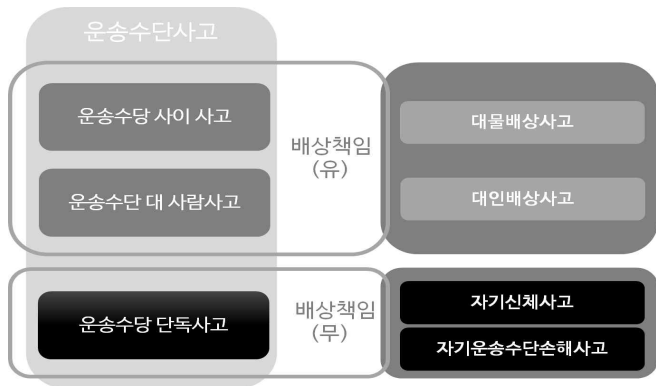 운송수단사고
운송수당 사이 사고
운송수단 대 사람사고
배상책임
(유)
대물배상사고
대인배상사고
운송수당 단독사고
배상책임
(무)
자기신체사고
자기운송수단손해사고